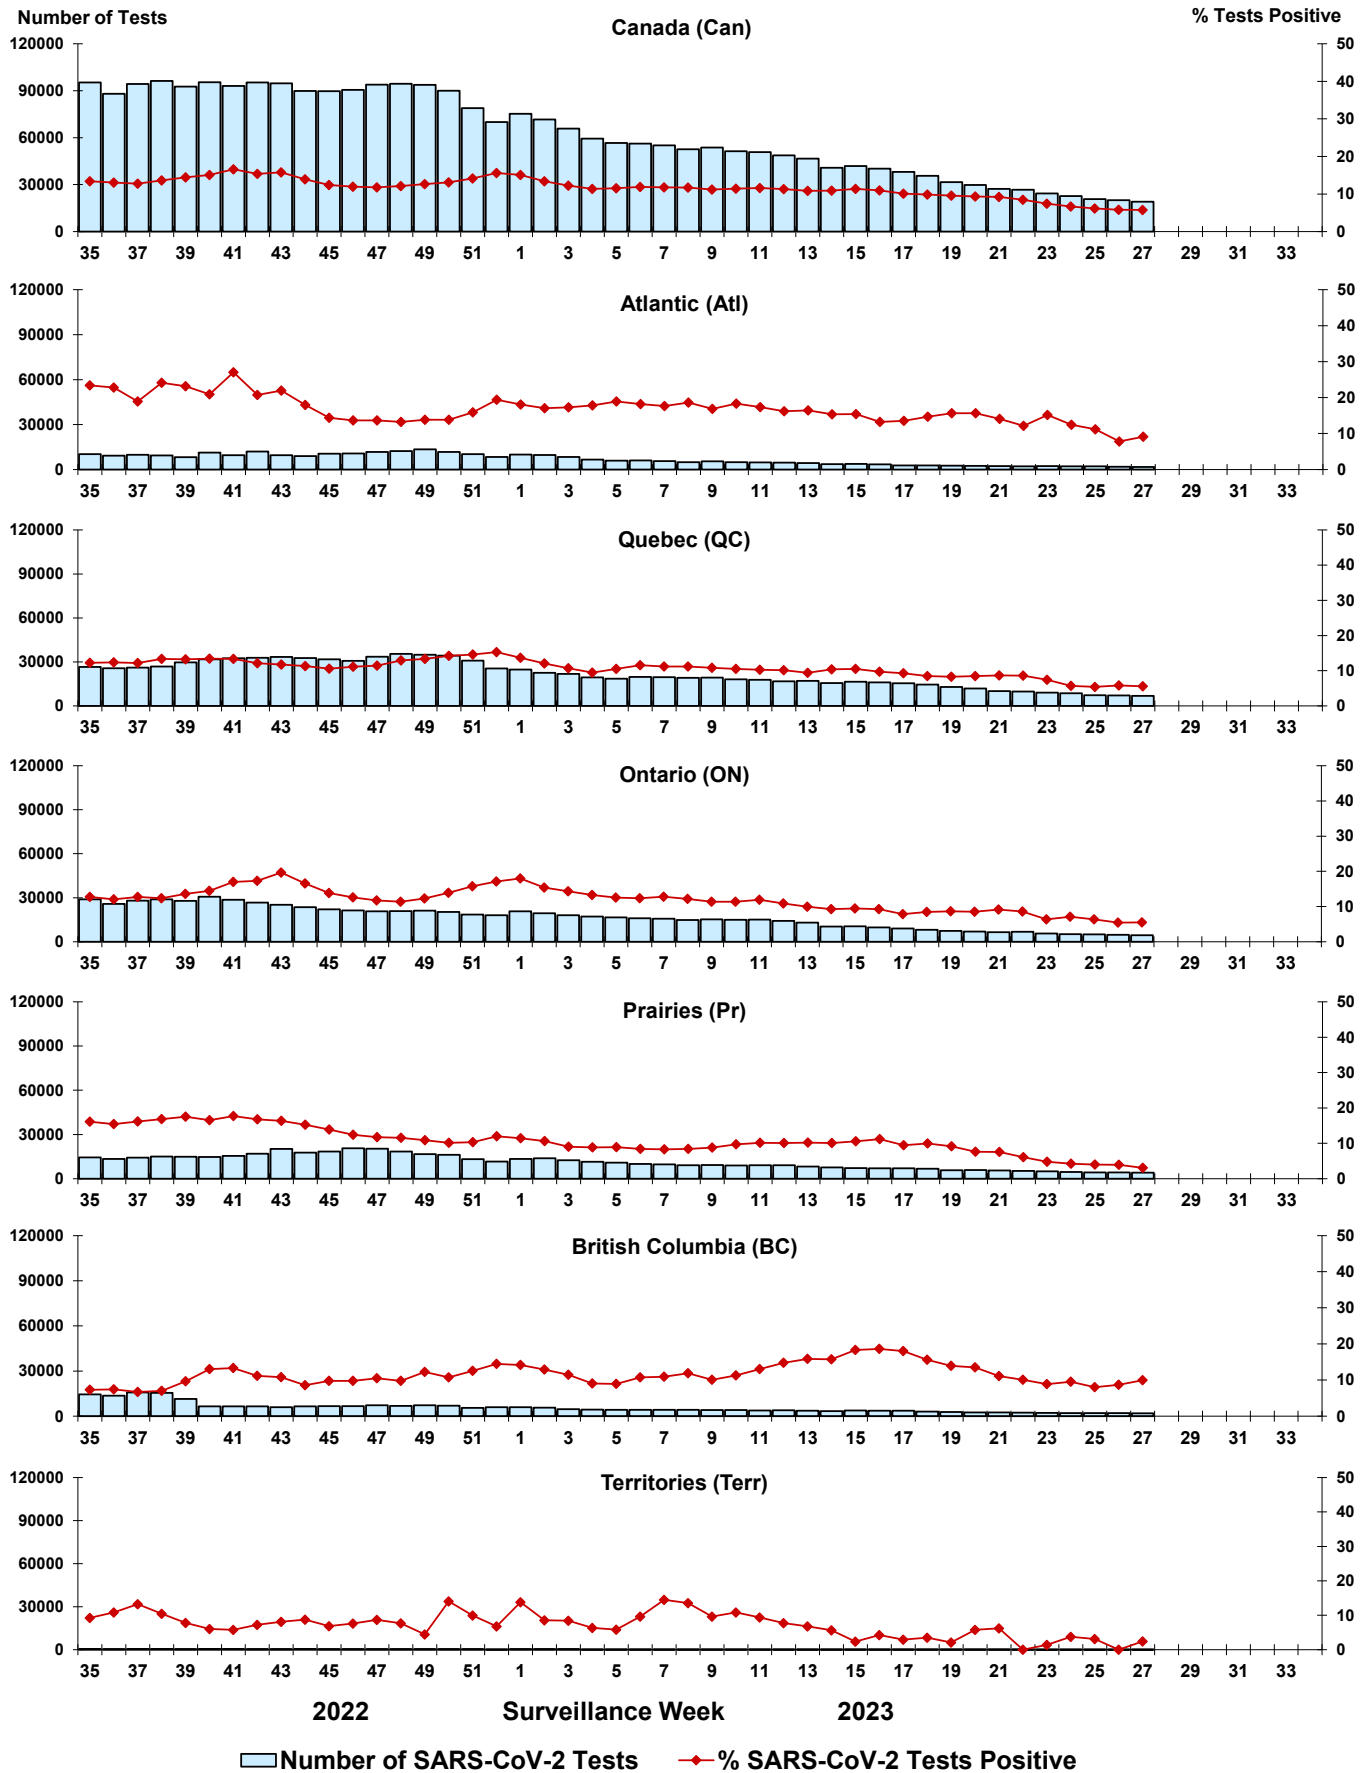 Number of Tests
% Tests Positive
Canada (Can)
120000 50
90000 40
60000 30
30000 20
0 10
0
35 37 39 41 43 45 47 49 51 1 3 5 7 9 11 13 15 17 19 21 23 25 27 29 31 33
Atlantic (Atl)
120000 50
90000 40
60000 30
30000 20
0 10
0
35 37 39 41 43 45 47 49 51 1 3 5 7 9 11 13 15 17 19 21 23 25 27 29 31 33
Quebec (QC)
120000 50
90000 40
60000 30
30000 20
0 10
0
35 37 39 41 43 45 47 49 51 1 3 5 7 9 11 13 15 17 19 21 23 25 27 29 31 33
Ontario (ON)
120000 50
90000 40
60000 30
30000 20
0 10
0
35 37 39 41 43 45 47 49 51 1 3 5 7 9 11 13 15 17 19 21 23 25 27 29 31 33
Prairies (Pr)
120000 50
90000 40
60000 30
30000 20
0 10
0
35 37 39 41 43 45 47 49 51 1 3 5 7 9 11 13 15 17 19 21 23 25 27 29 31 33
British Columbia (BC)
120000 50
90000 40
60000 30
30000 20
0 10
0
35 37 39 41 43 45 47 49 51 1 3 5 7 9 11 13 15 17 19 21 23 25 27 29 31 33
Territories (Terr)
120000 50
90000 40
60000 30
30000 20
0 10
0
35 37 39 41 43 45 47 49 51 1 3 5 7 9 11 13 15 17 19 21 23 25 27 29 31 33
2022 Surveillance Week 2023
Number of SARS-CoV-2 Tests % SARS-CoV-2 Tests Positive